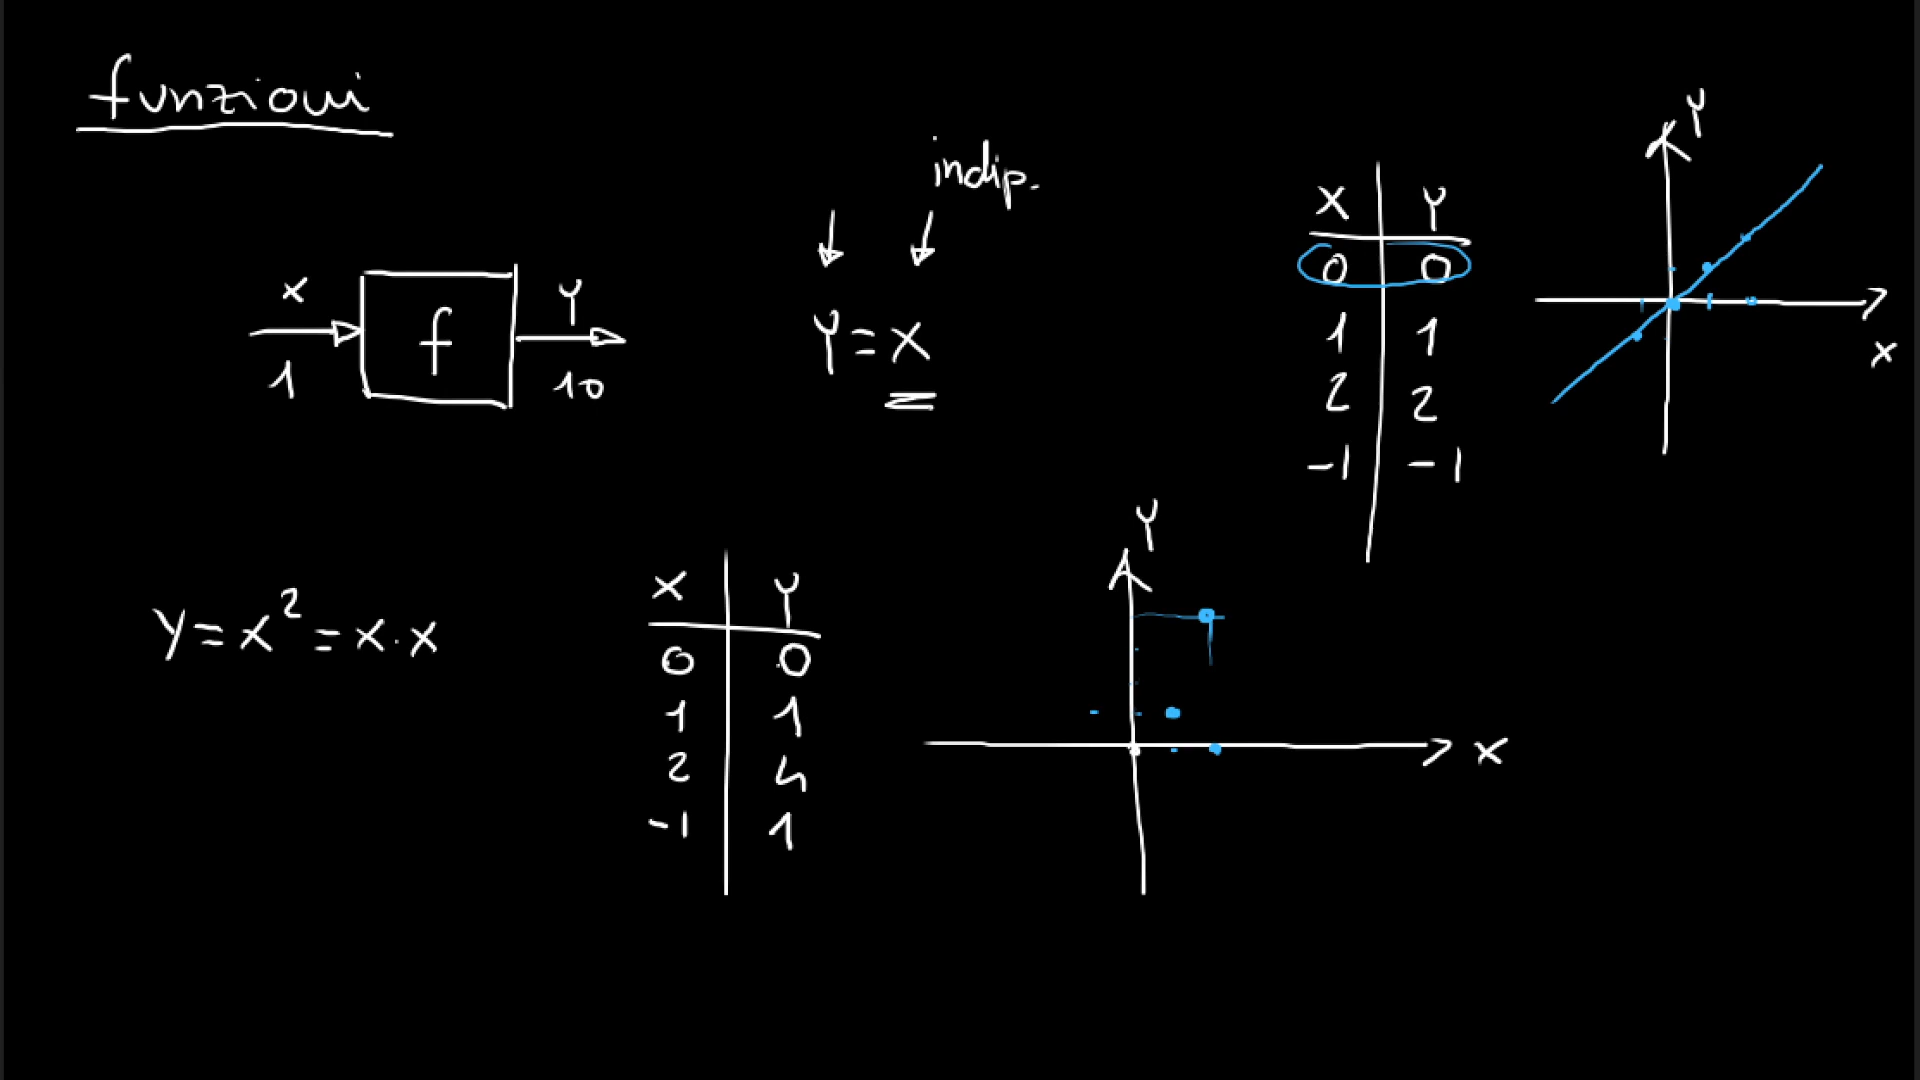 funzioni
indip.
X Y
1 10
f
Y = X
X Y
0 0
1 1
2 2
-1 -1
Y
X
Y = X² = X · X
X Y
0 0
1 1
2 4
-1 1
Y
X